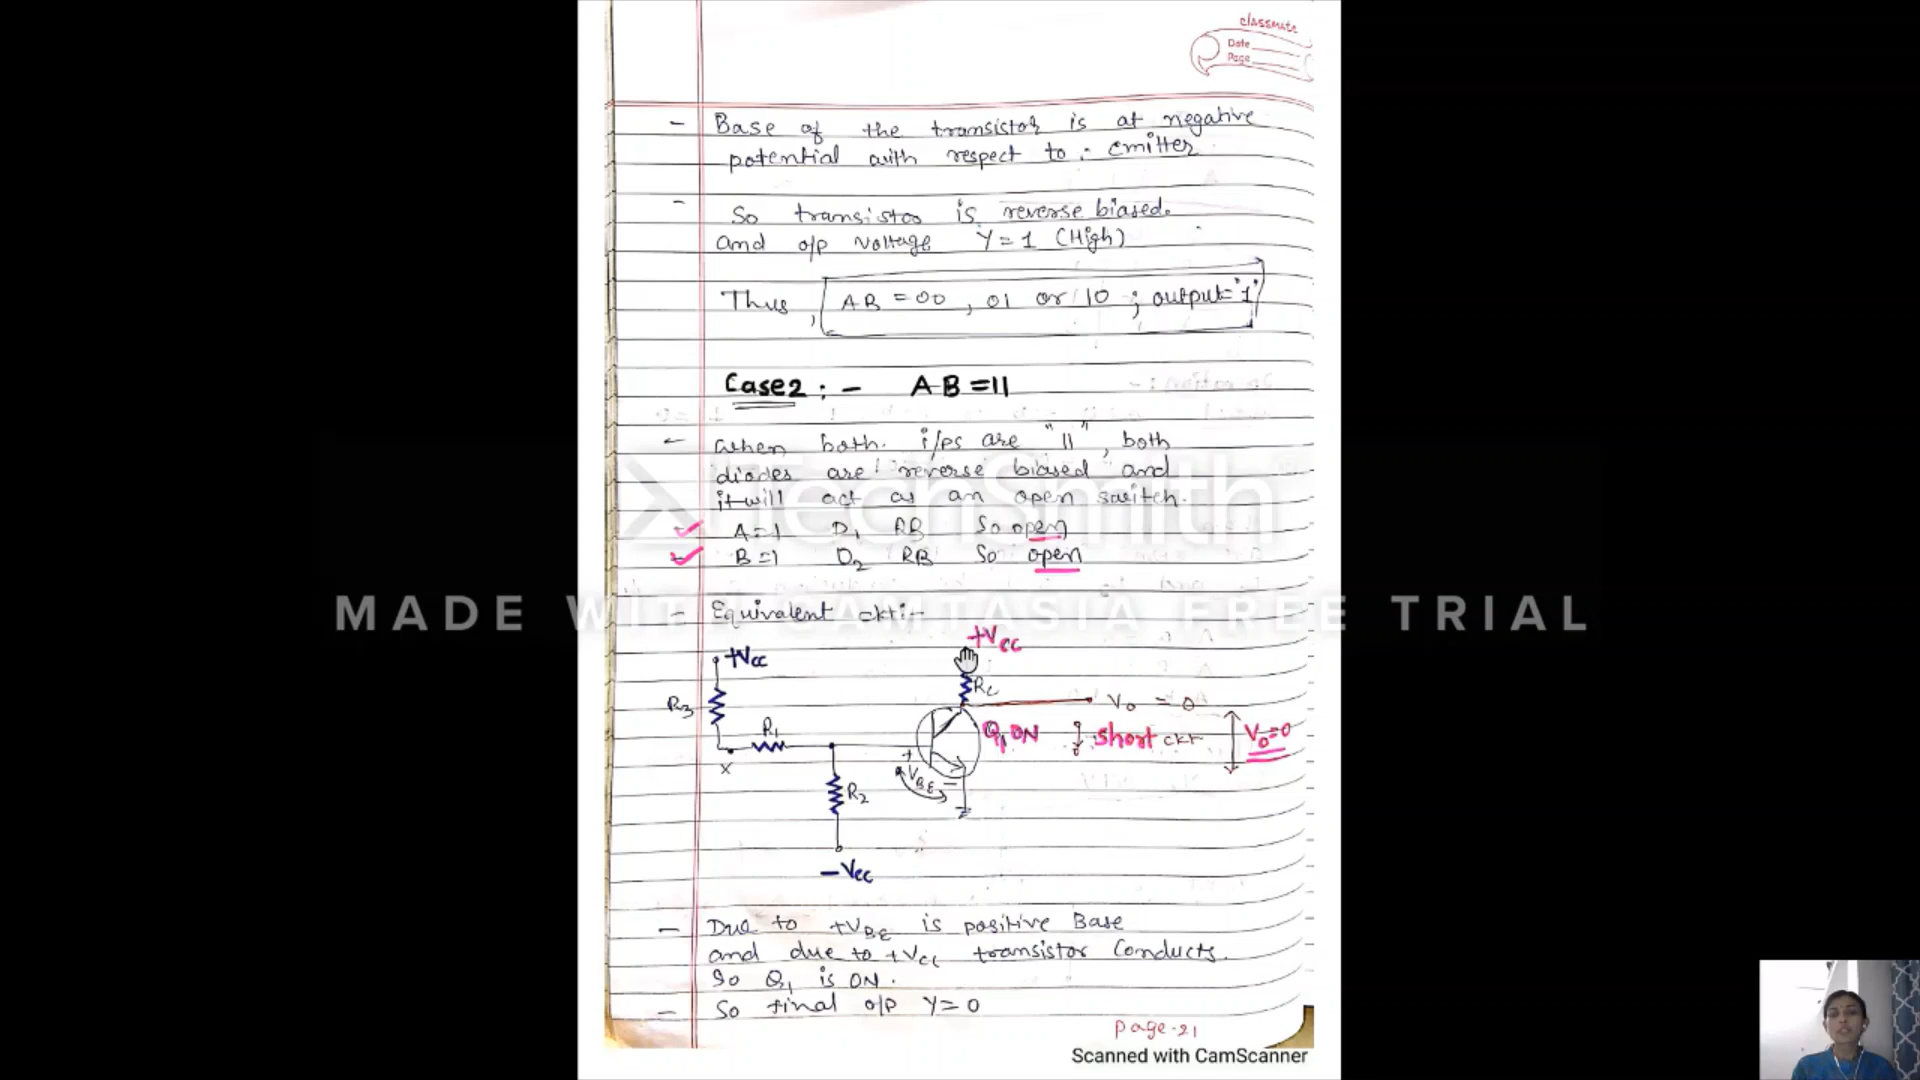 classmate
Date
Page
- Base of the transistor is at negative
potential with respect to emitter
- So transistor is reverse biased.
and o/p voltage Y = 1 (High)
Thus, AB = 00, 01 or 10 ; output = "1"
Case 2 : - AB = 11
- When both i/ps are "11", both
diodes are reverse biased and
it will act as an open switch.
A = 1 D1 RB So open
B = 1 D2 RB So open
TechSmith
MADE WITH CAMTASIA FREE TRIAL
- Equivalent ckt :-
+Vcc
+Vcc
R3
Rc
Vo = 0
R1
Q1 ON
Short ckt
Vo=0
x
+
VBE
-
R2
-Vcc
- Due to +VBE is positive Base
and due to +Vcc transistor Conducts.
So Q1 is ON.
- So final o/p Y = 0
page-21
Scanned with CamScanner